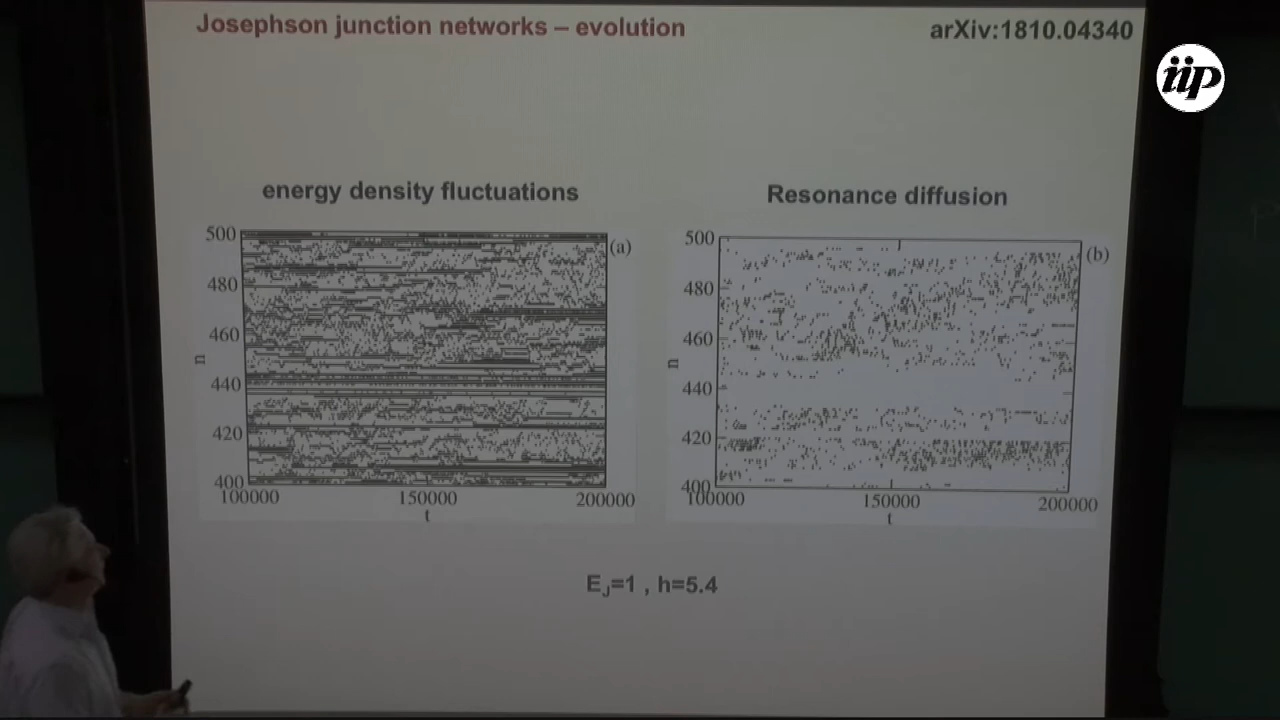 Josephson junction networks – evolution
arXiv:1810.04340
iip
energy density fluctuations
Resonance diffusion
500
480
460
440
420
400
n
(a)
100000
150000
200000
t
500
480
460
440
420
400
n
(b)
100000
150000
200000
t
E_J=1 , h=5.4